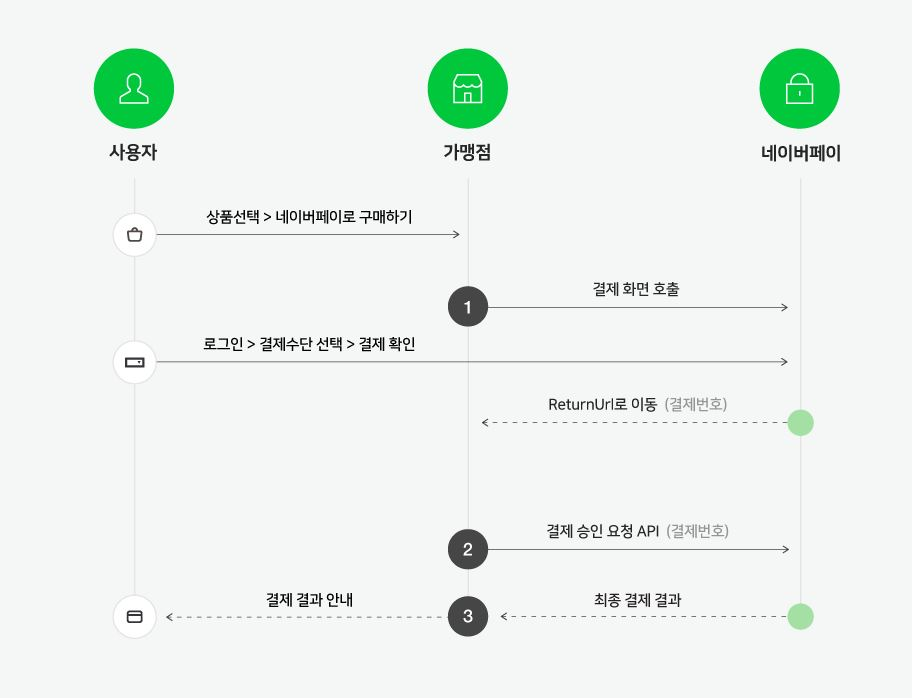 사용자
가맹점
네이버페이
상품선택 > 네이버페이로 구매하기
1
결제 화면 호출
로그인 > 결제수단 선택 > 결제 확인
ReturnUrl로 이동 (결제번호)
2
결제 승인 요청 API (결제번호)
결제 결과 안내
3
최종 결제 결과